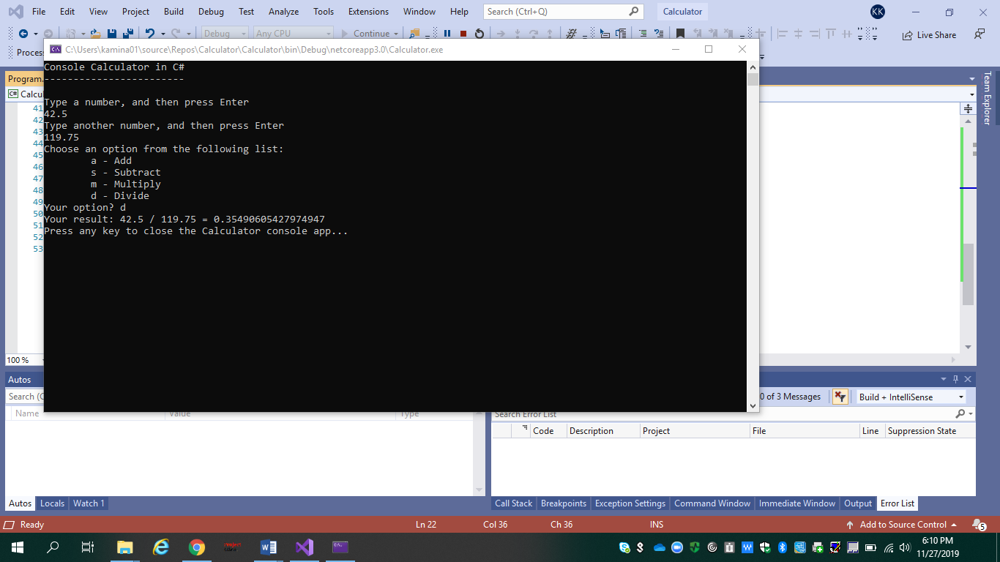 File Edit View Project Build Debug Test Analyze Tools Extensions Window Help Search (Ctrl+Q) Calculator KK
Debug Any CPU Continue Live Share
C:\Users\kamina01\source\Repos\Calculator\Calculator\bin\Debug\netcoreapp3.0\Calculator.exe
Console Calculator in C#
------------------------
Type a number, and then press Enter
42.5
Type another number, and then press Enter
119.75
Choose an option from the following list:
a - Add
s - Subtract
m - Multiply
d - Divide
Your option? d
Your result: 42.5 / 119.75 = 0.35490605427974947
Press any key to close the Calculator console app...
Proces
Program.
C# Calcu
41
42
43
44
45
46
47
48
49
50
51
52
53
Team Explorer
100 %
Autos
Search (C
Name Value Type
Autos Locals Watch 1
0 of 3 Messages Build + IntelliSense
Search Error List
Code Description Project File Line Suppression State
Call Stack Breakpoints Exception Settings Command Window Immediate Window Output Error List
Ready Ln 22 Col 36 Ch 36 INS Add to Source Control 5
6:10 PM
11/27/2019